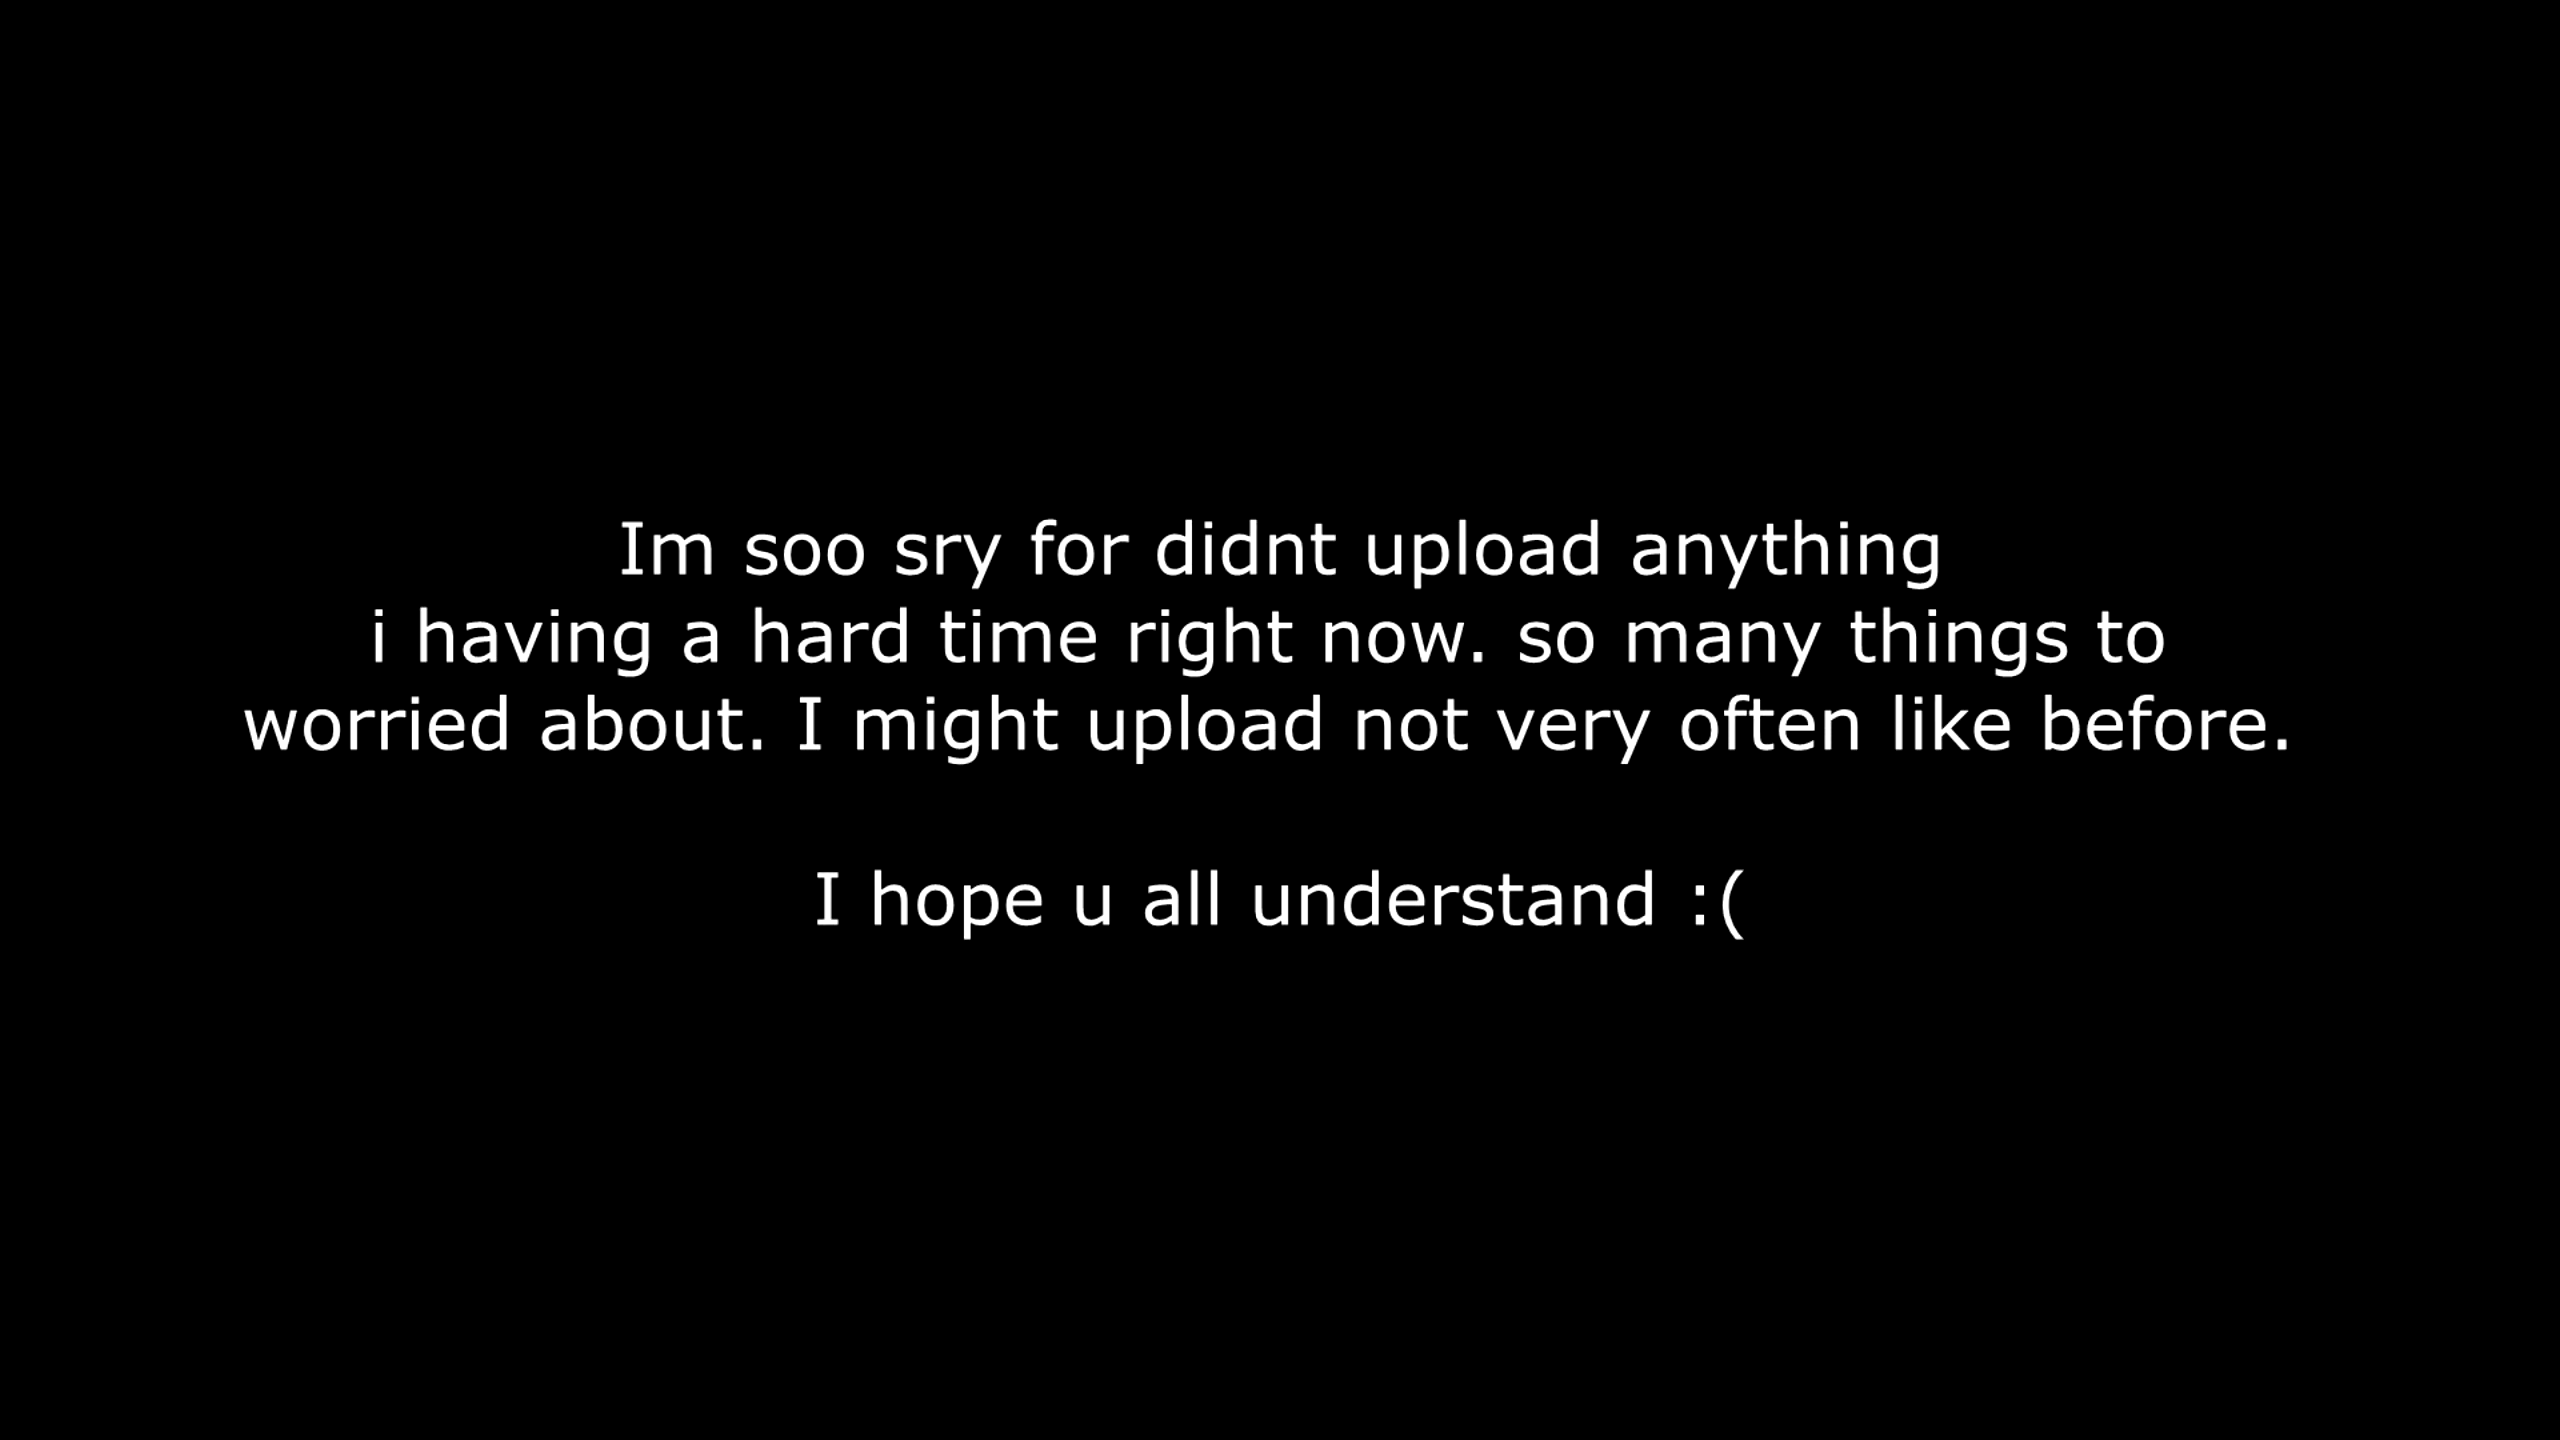 Im soo sry for didnt upload anything
i having a hard time right now. so many things to
worried about. I might upload not very often like before.
I hope u all understand :(